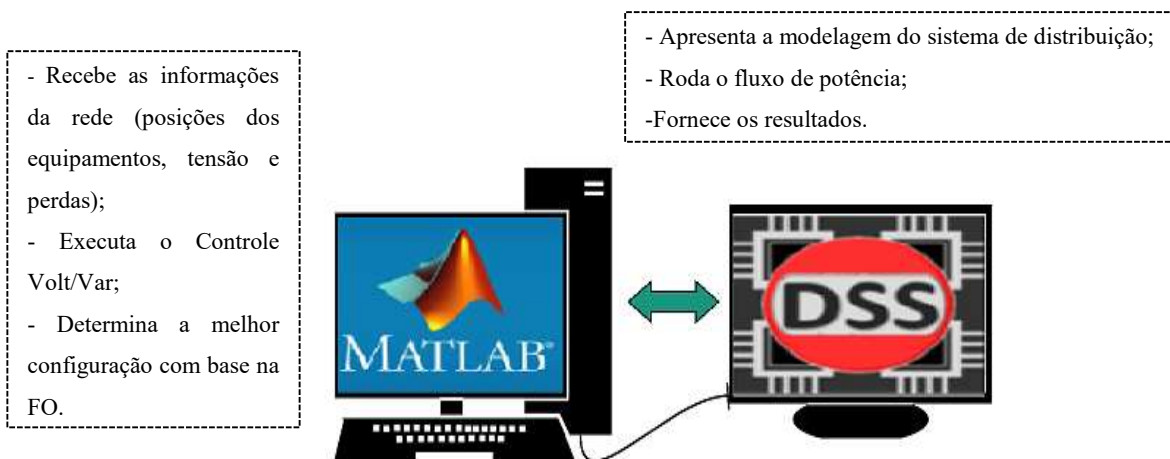 - Recebe as informações
da rede (posições dos
equipamentos, tensão e
perdas);
- Executa o Controle
Volt/Var;
- Determina a melhor
configuração com base na
FO.
- Apresenta a modelagem do sistema de distribuição;
- Roda o fluxo de potência;
-Fornece os resultados.
MATLAB®
DSS